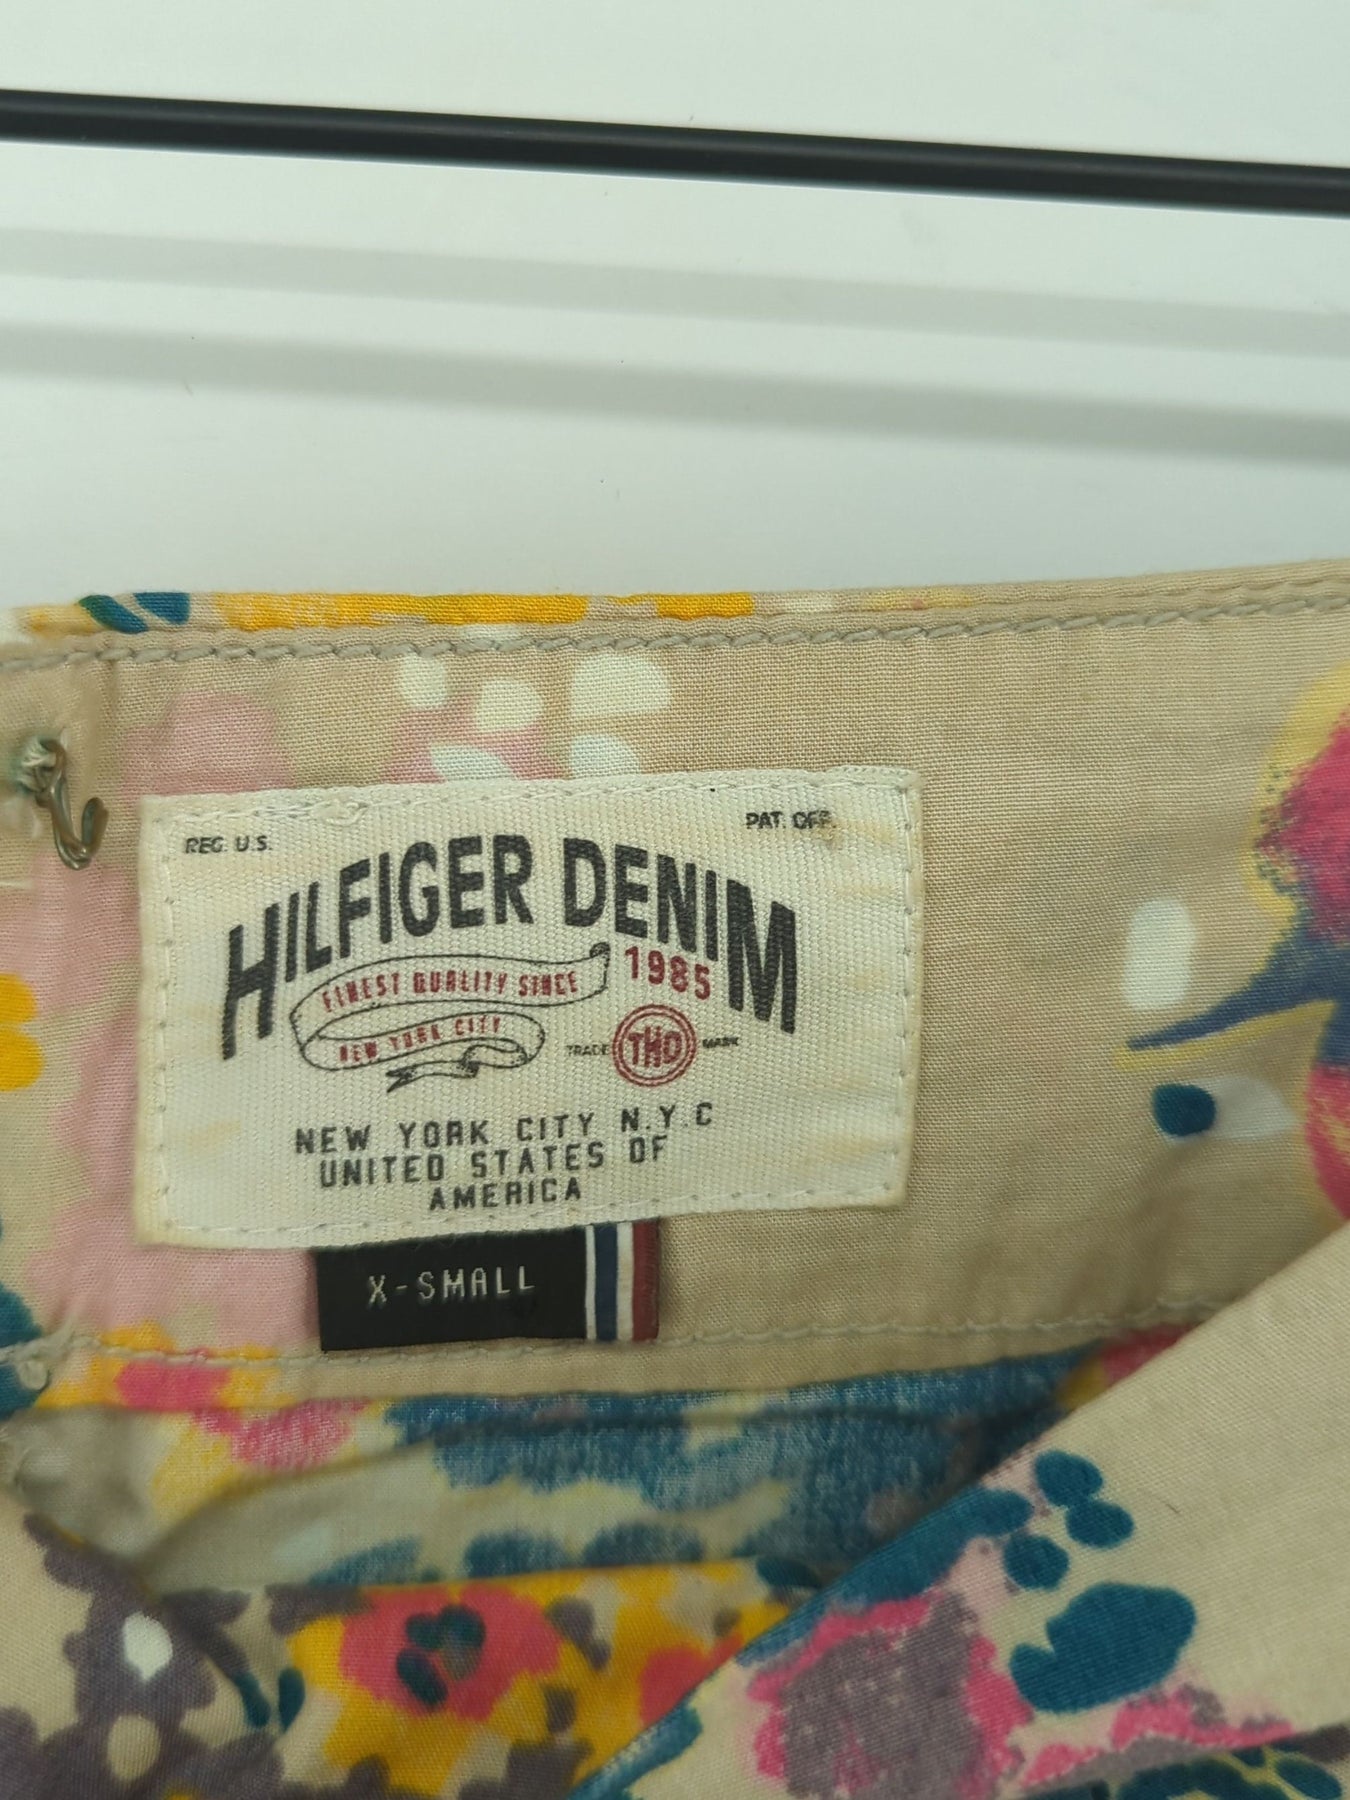 REG. U.S.
PAT. OFF.
HILFIGER DENIM
FINEST QUALITY SINCE 1985
NEW YORK CITY
TRADE THD MARK
NEW YORK CITY N.Y.C
UNITED STATES OF
AMERICA
X-SMALL